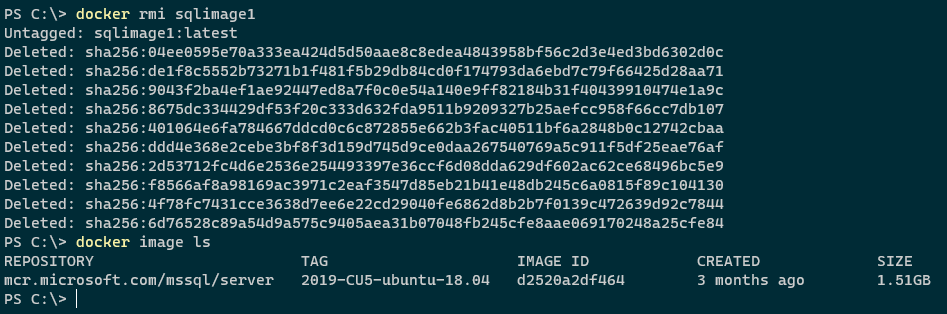 PS C:\> docker rmi sqlimage1
Untagged: sqlimage1:latest
Deleted: sha256:04ee0595e70a333ea424d5d50aae8c8edea4843958bf56c2d3e4ed3bd6302d0c
Deleted: sha256:de1f8c5552b73271b1f481f5b29db84cd0f174793da6ebd7c79f66425d28aa71
Deleted: sha256:9043f2ba4ef1ae92447ed8a7f0c0e54a140e9ff82184b31f40439910474e1a9c
Deleted: sha256:8675dc334429df53f20c333d632fda9511b9209327b25aefcc958f66cc7db107
Deleted: sha256:401064e6fa784667ddcd0c6c872855e662b3fac40511bf6a2848b0c12742cbaa
Deleted: sha256:ddd4e368e2cebe3bf8f3d159d745d9ce0daa267540769a5c911f5df25eae76af
Deleted: sha256:2d53712fc4d6e2536e254493397e36ccf6d08dda629df602ac62ce68496bc5e9
Deleted: sha256:f8566af8a98169ac3971c2eaf3547d85eb21b41e48db245c6a0815f89c104130
Deleted: sha256:4f78fc7431cce3638d7ee6e22cd29040fe6862d8b2b7f0139c472639d92c7844
Deleted: sha256:6d76528c89a54d9a575c9405aea31b07048fb245cfe8aae069170248a25cfe84
PS C:\> docker image ls
REPOSITORY TAG IMAGE ID CREATED SIZE
mcr.microsoft.com/mssql/server 2019-CU5-ubuntu-18.04 d2520a2df464 3 months ago 1.51GB
PS C:\>